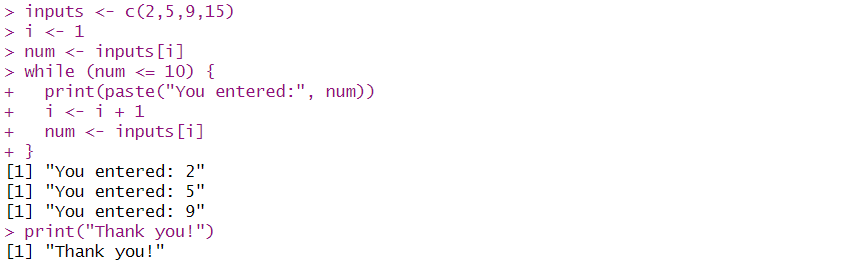 > inputs <- c(2,5,9,15)
> i <- 1
> num <- inputs[i]
> while (num <= 10) {
+   print(paste("You entered:", num))
+   i <- i + 1
+   num <- inputs[i]
+ }
[1] "You entered: 2"
[1] "You entered: 5"
[1] "You entered: 9"
> print("Thank you!")
[1] "Thank you!"